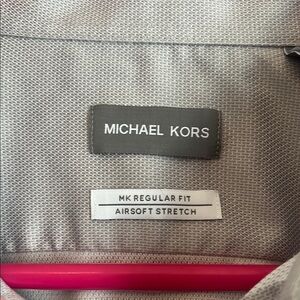 MICHAEL KORS
MK REGULAR FIT
AIRSOFT STRETCH